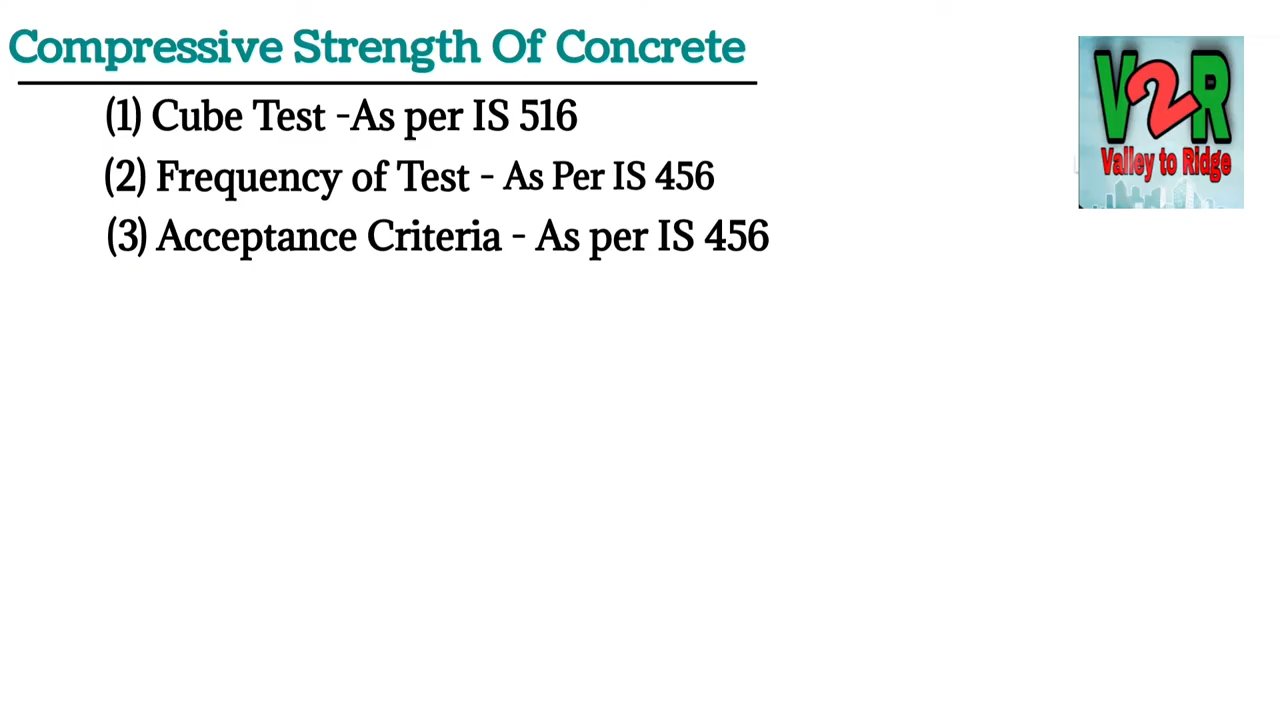 Compressive Strength Of Concrete
(1) Cube Test -As per IS 516
(2) Frequency of Test - As Per IS 456
(3) Acceptance Criteria - As per IS 456
V2R
Valley to Ridge